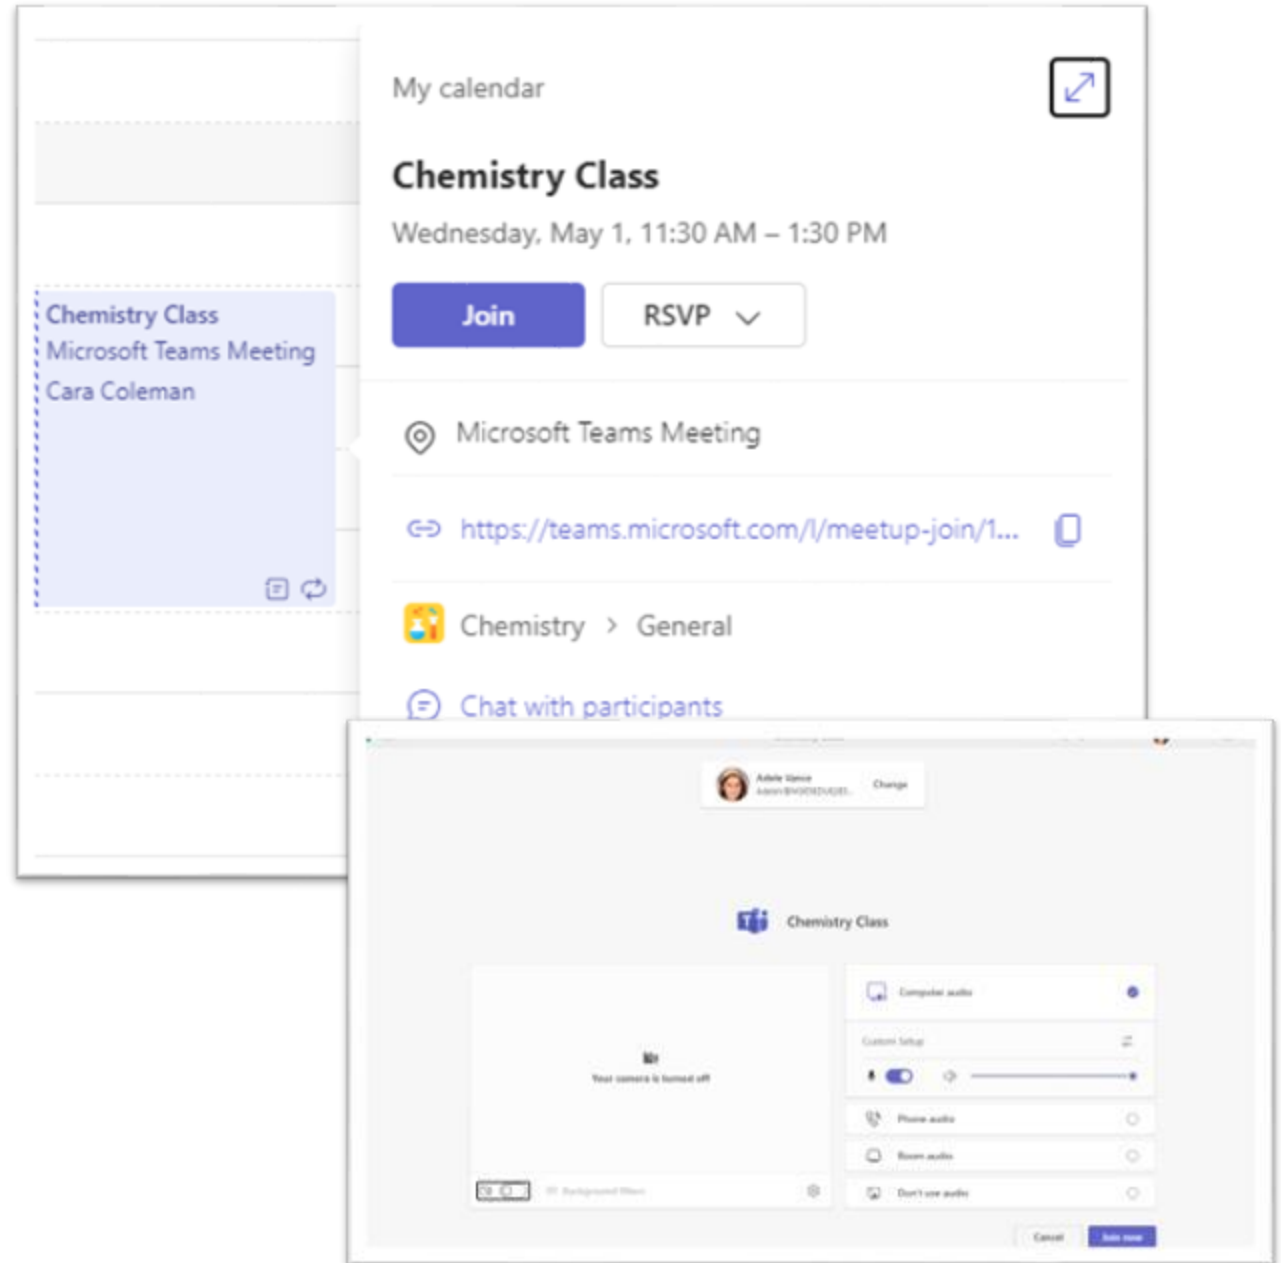 My calendar
Chemistry Class
Wednesday, May 1, 11:30 AM – 1:30 PM
Join
RSVP
Chemistry Class
Microsoft Teams Meeting
Cara Coleman
Microsoft Teams Meeting
https://teams.microsoft.com/l/meetup-join/1...
Chemistry > General
Chat with participants
Adele Vance
Change
Chemistry Class
Computer audio
Custom Setup
Your camera is turned off
Phone audio
Room audio
Background filters
Don't use audio
Cancel
Join now